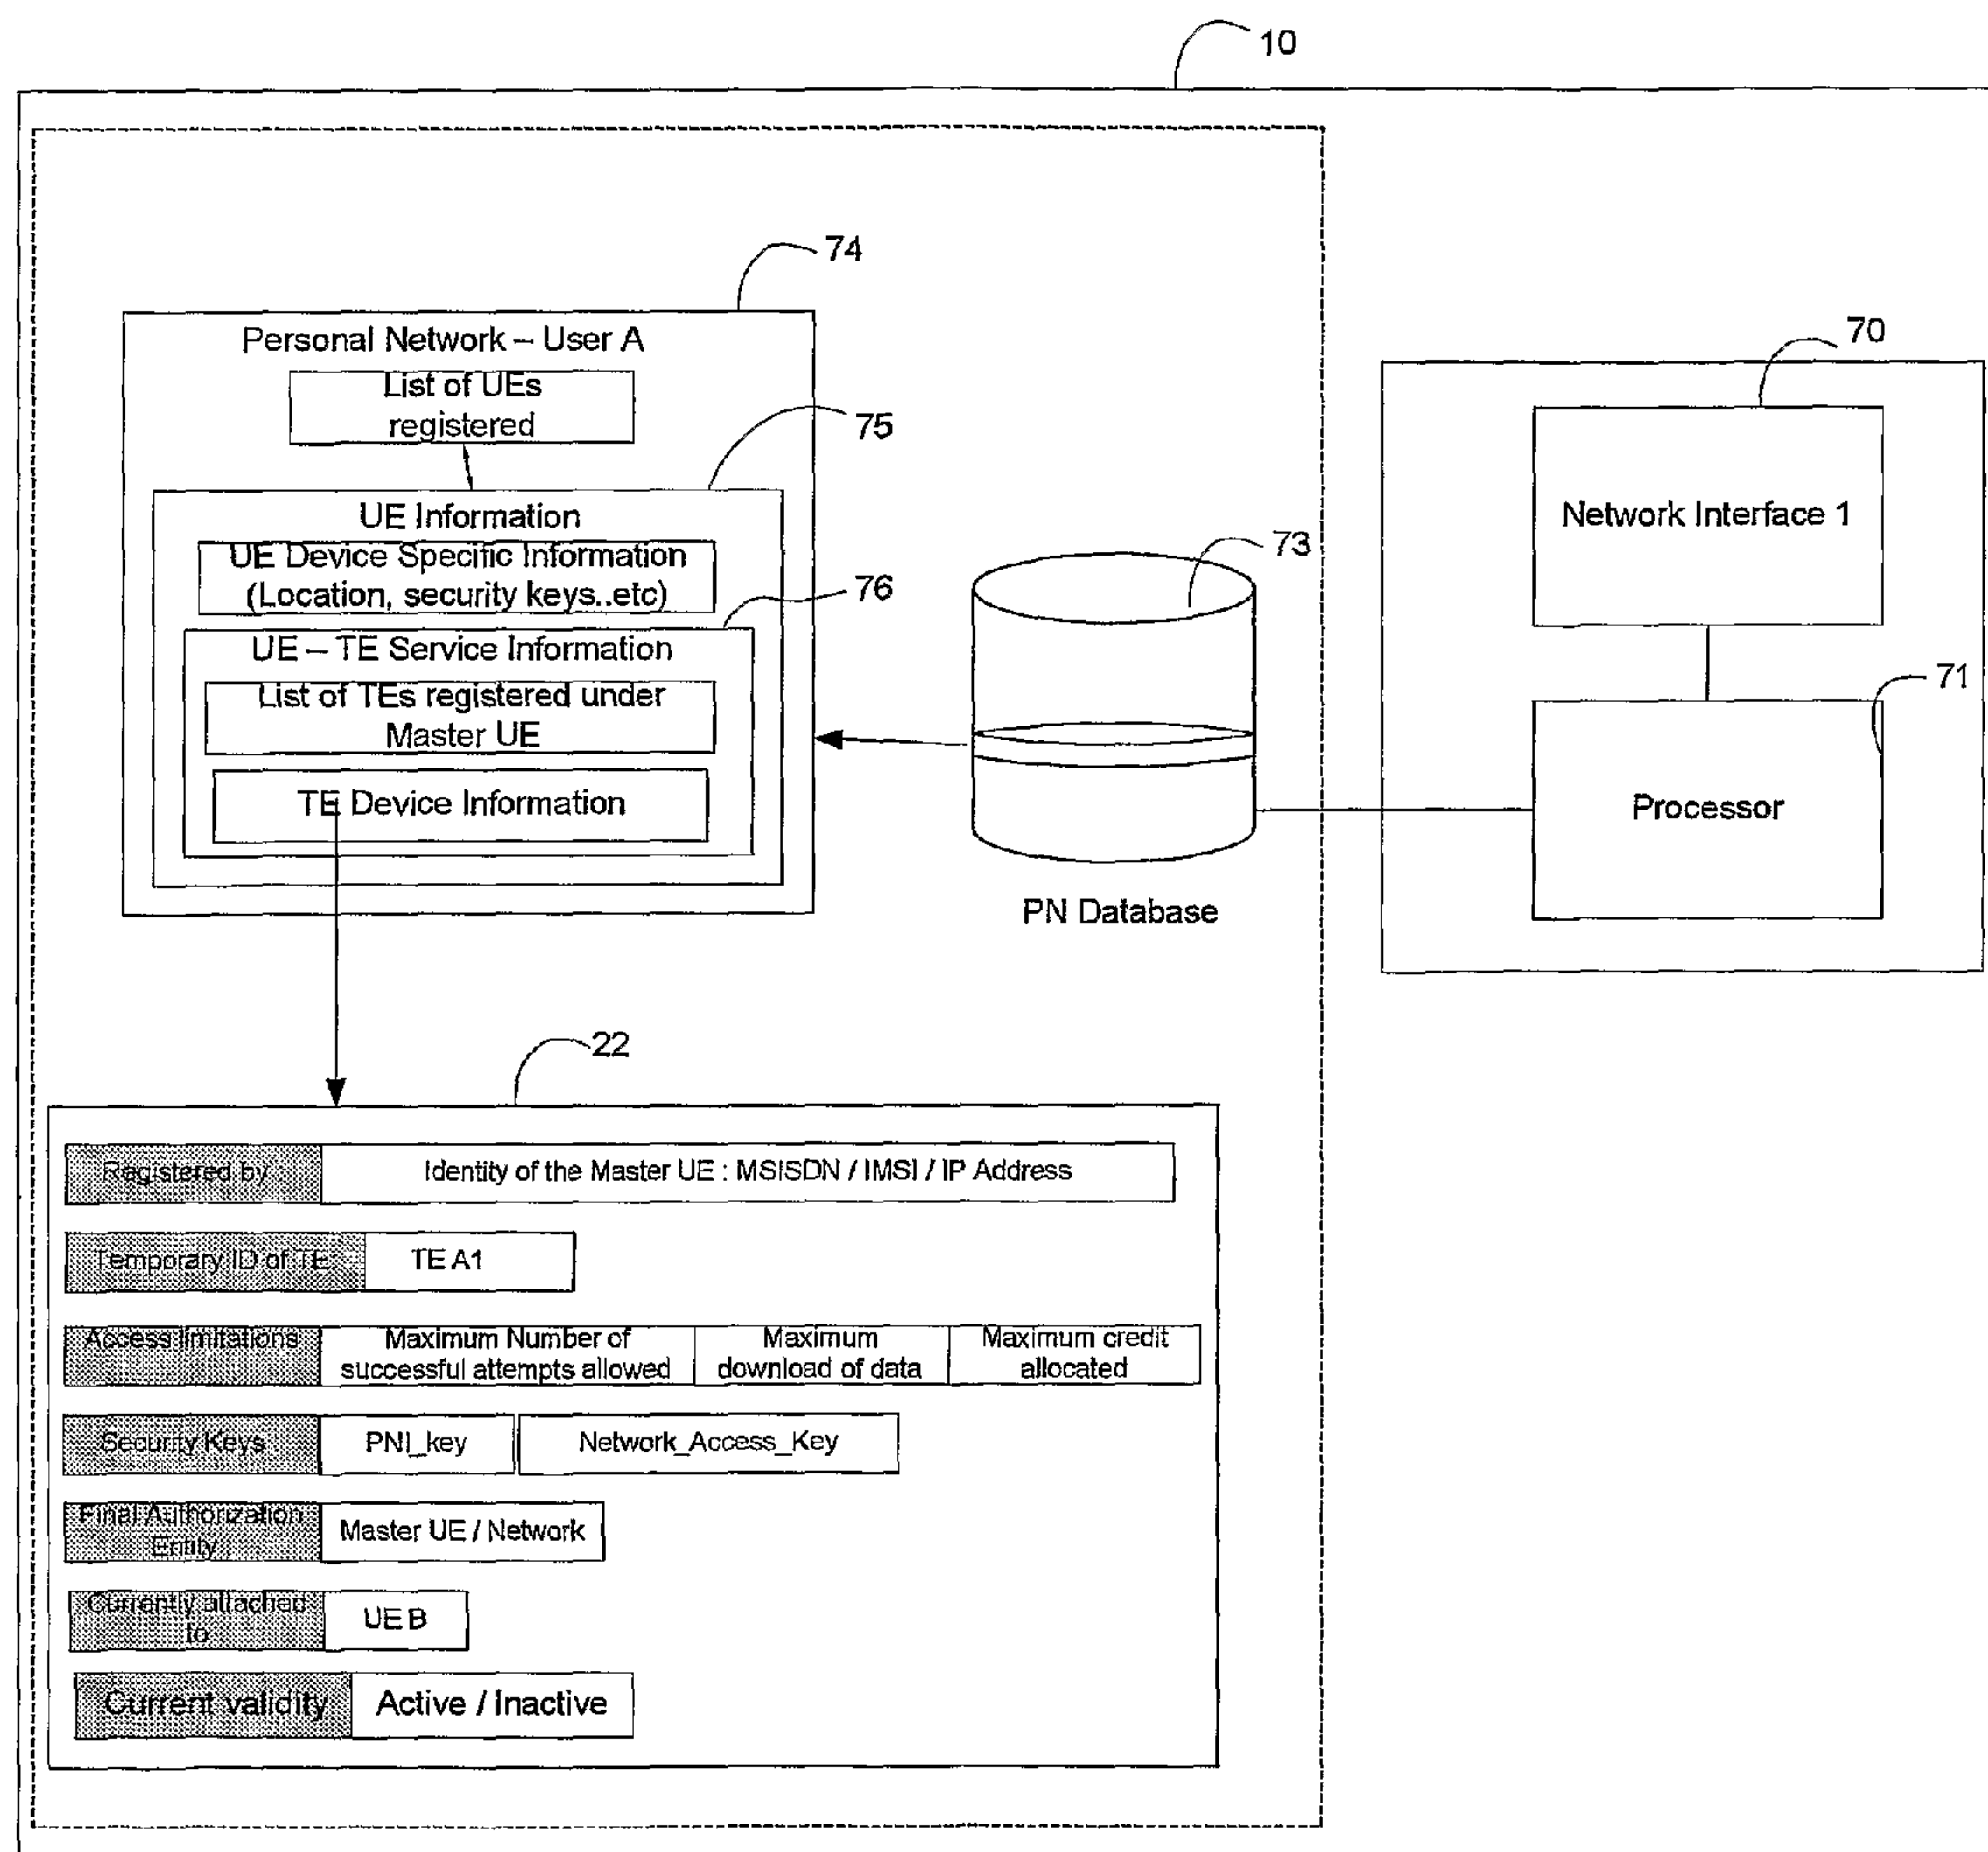 10
74
Personal Network – User A
List of UEs
registered
75
UE Information
UE Device Specific Information
(Location, security keys..etc)
76
UE – TE Service Information
List of TEs registered under
Master UE
TE Device Information
73
PN Database
70
Network Interface 1
71
Processor
22
Registered by :
Identity of the Master UE : MSISDN / IMSI / IP Address
Temporary ID of TE:
TE A1
Access limitations
Maximum Number of
successful attempts allowed
Maximum
download of data
Maximum credit
allocated
Security Keys :
PNI_key
Network_Access_Key
Final Authorization
Entity
Master UE / Network
Currently attached
to
UE B
Current validity
Active / Inactive